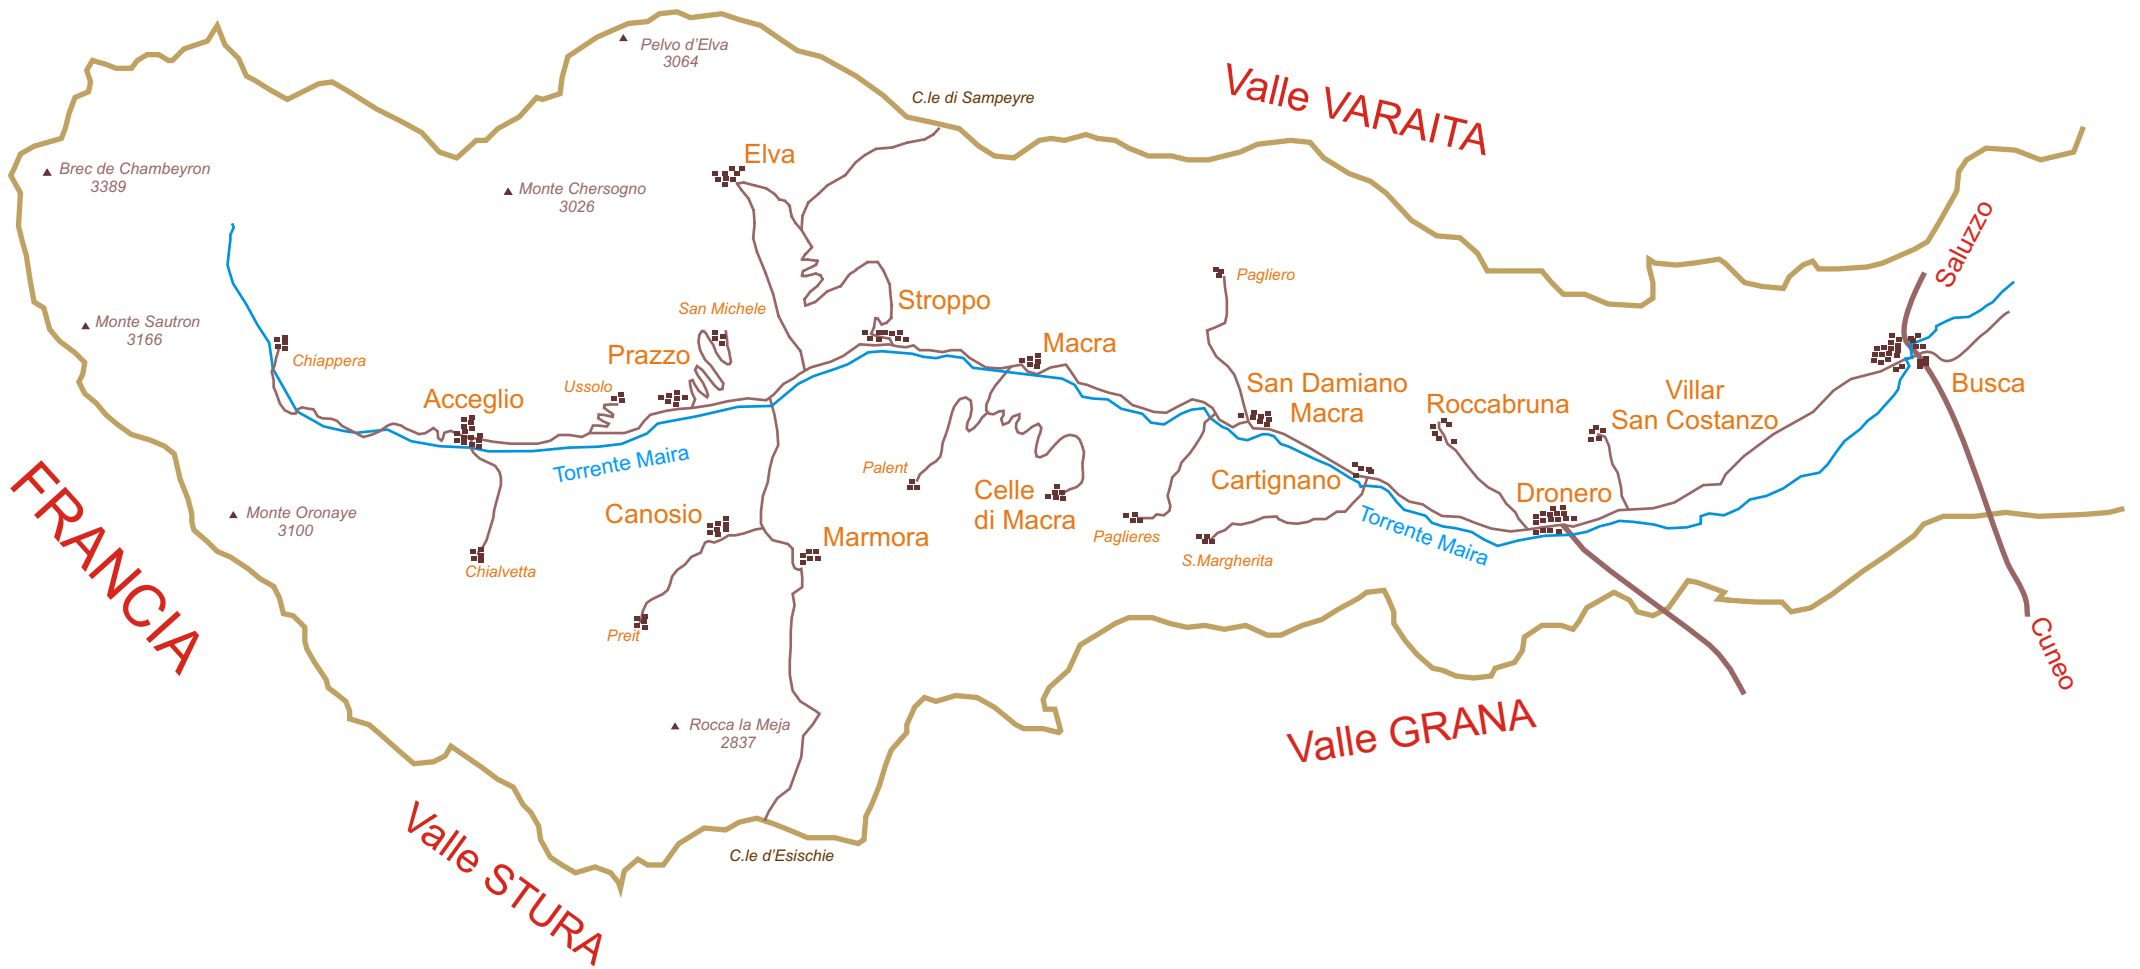 Pelvo d'Elva
3064
C.le di Sampeyre
Valle VARAITA
Elva
Brec de Chambeyron
3389
Monte Chersogno
3026
Saluzzo
Pagliero
San Michele
Stroppo
Monte Sautron
3166
Chiappera
Prazzo
Macra
Ussolo
San Damiano
Macra
Villar
San Costanzo
Busca
Acceglio
Roccabruna
Torrente Maira
Palent
Celle
di Macra
Cartignano
Dronero
FRANCIA
Monte Oronaye
3100
Canosio
Marmora
Paglieres
Torrente Maira
S.Margherita
Chialvetta
Preit
Cuneo
Rocca la Meja
2837
Valle GRANA
Valle STURA
C.le d'Esischie